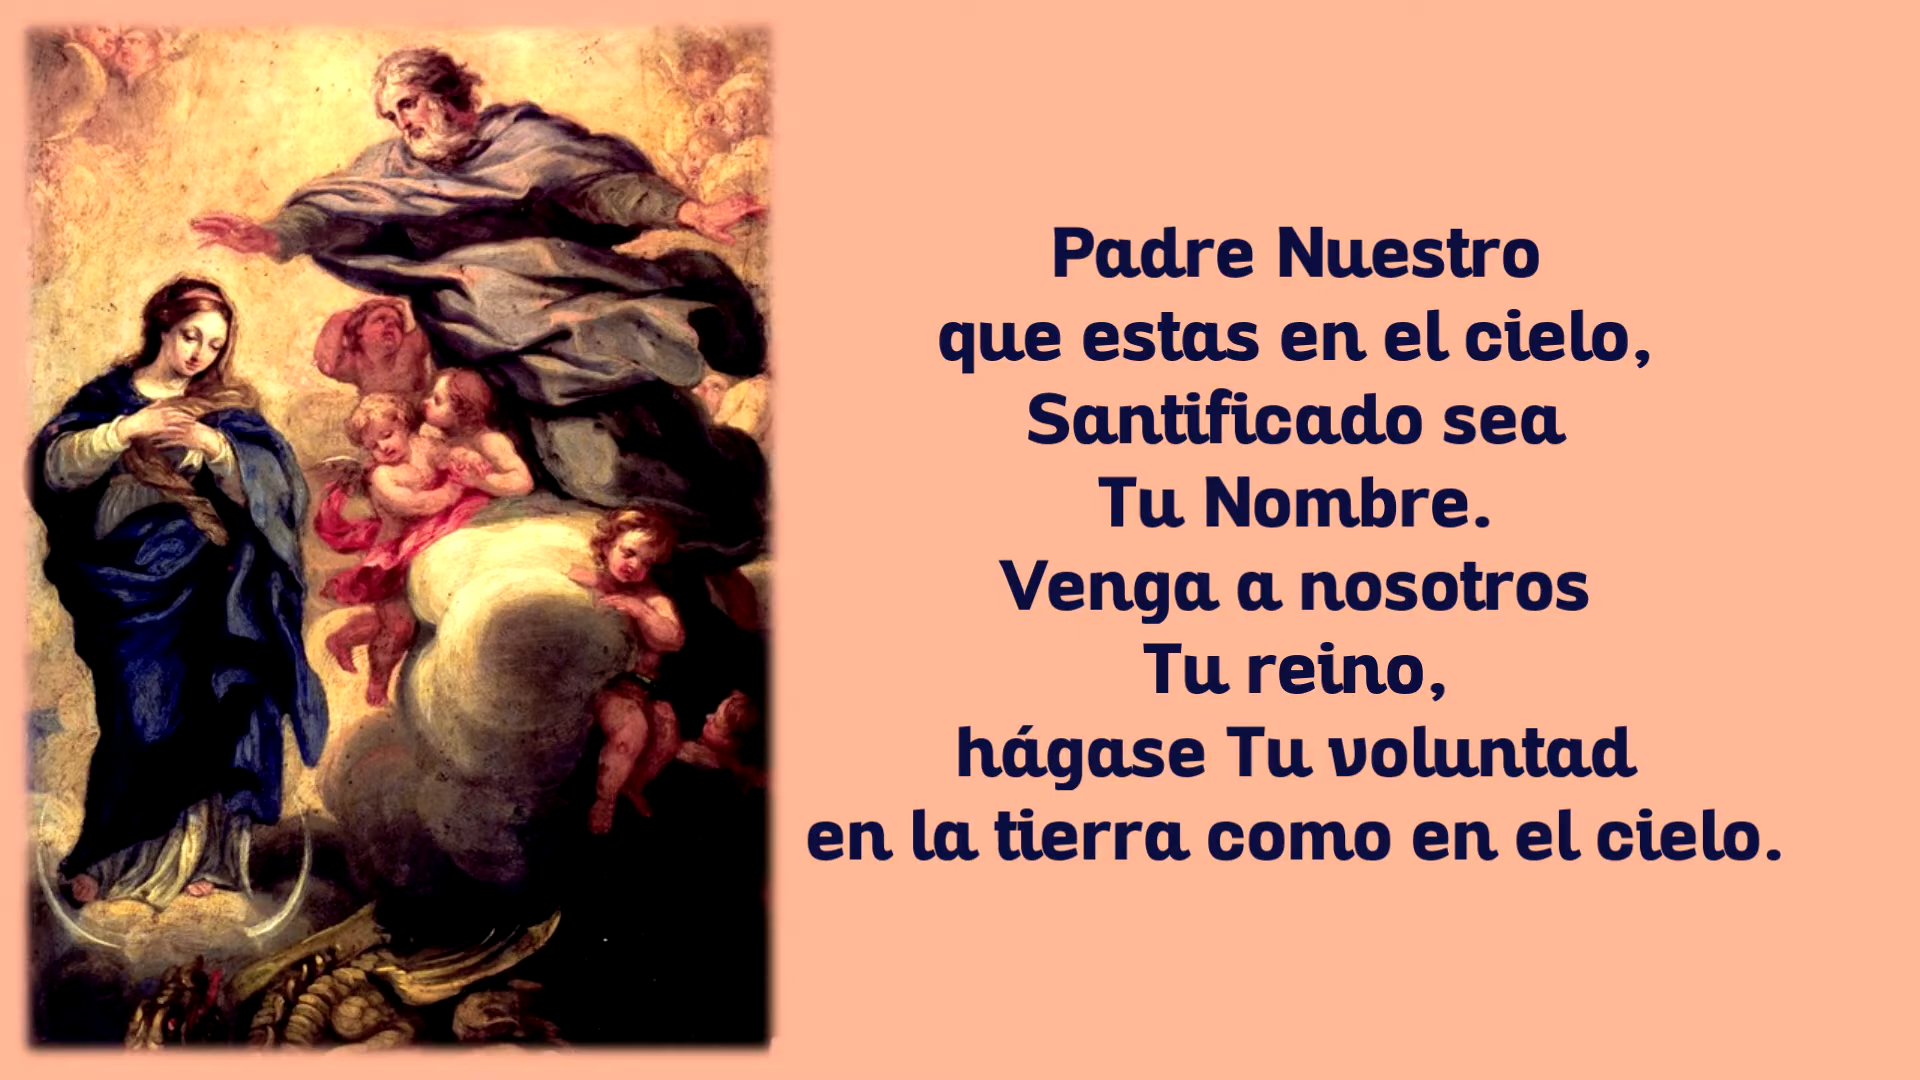 Padre Nuestro
que estas en el cielo,
Santificado sea
Tu Nombre.
Venga a nosotros
Tu reino,
hágase Tu voluntad
en la tierra como en el cielo.